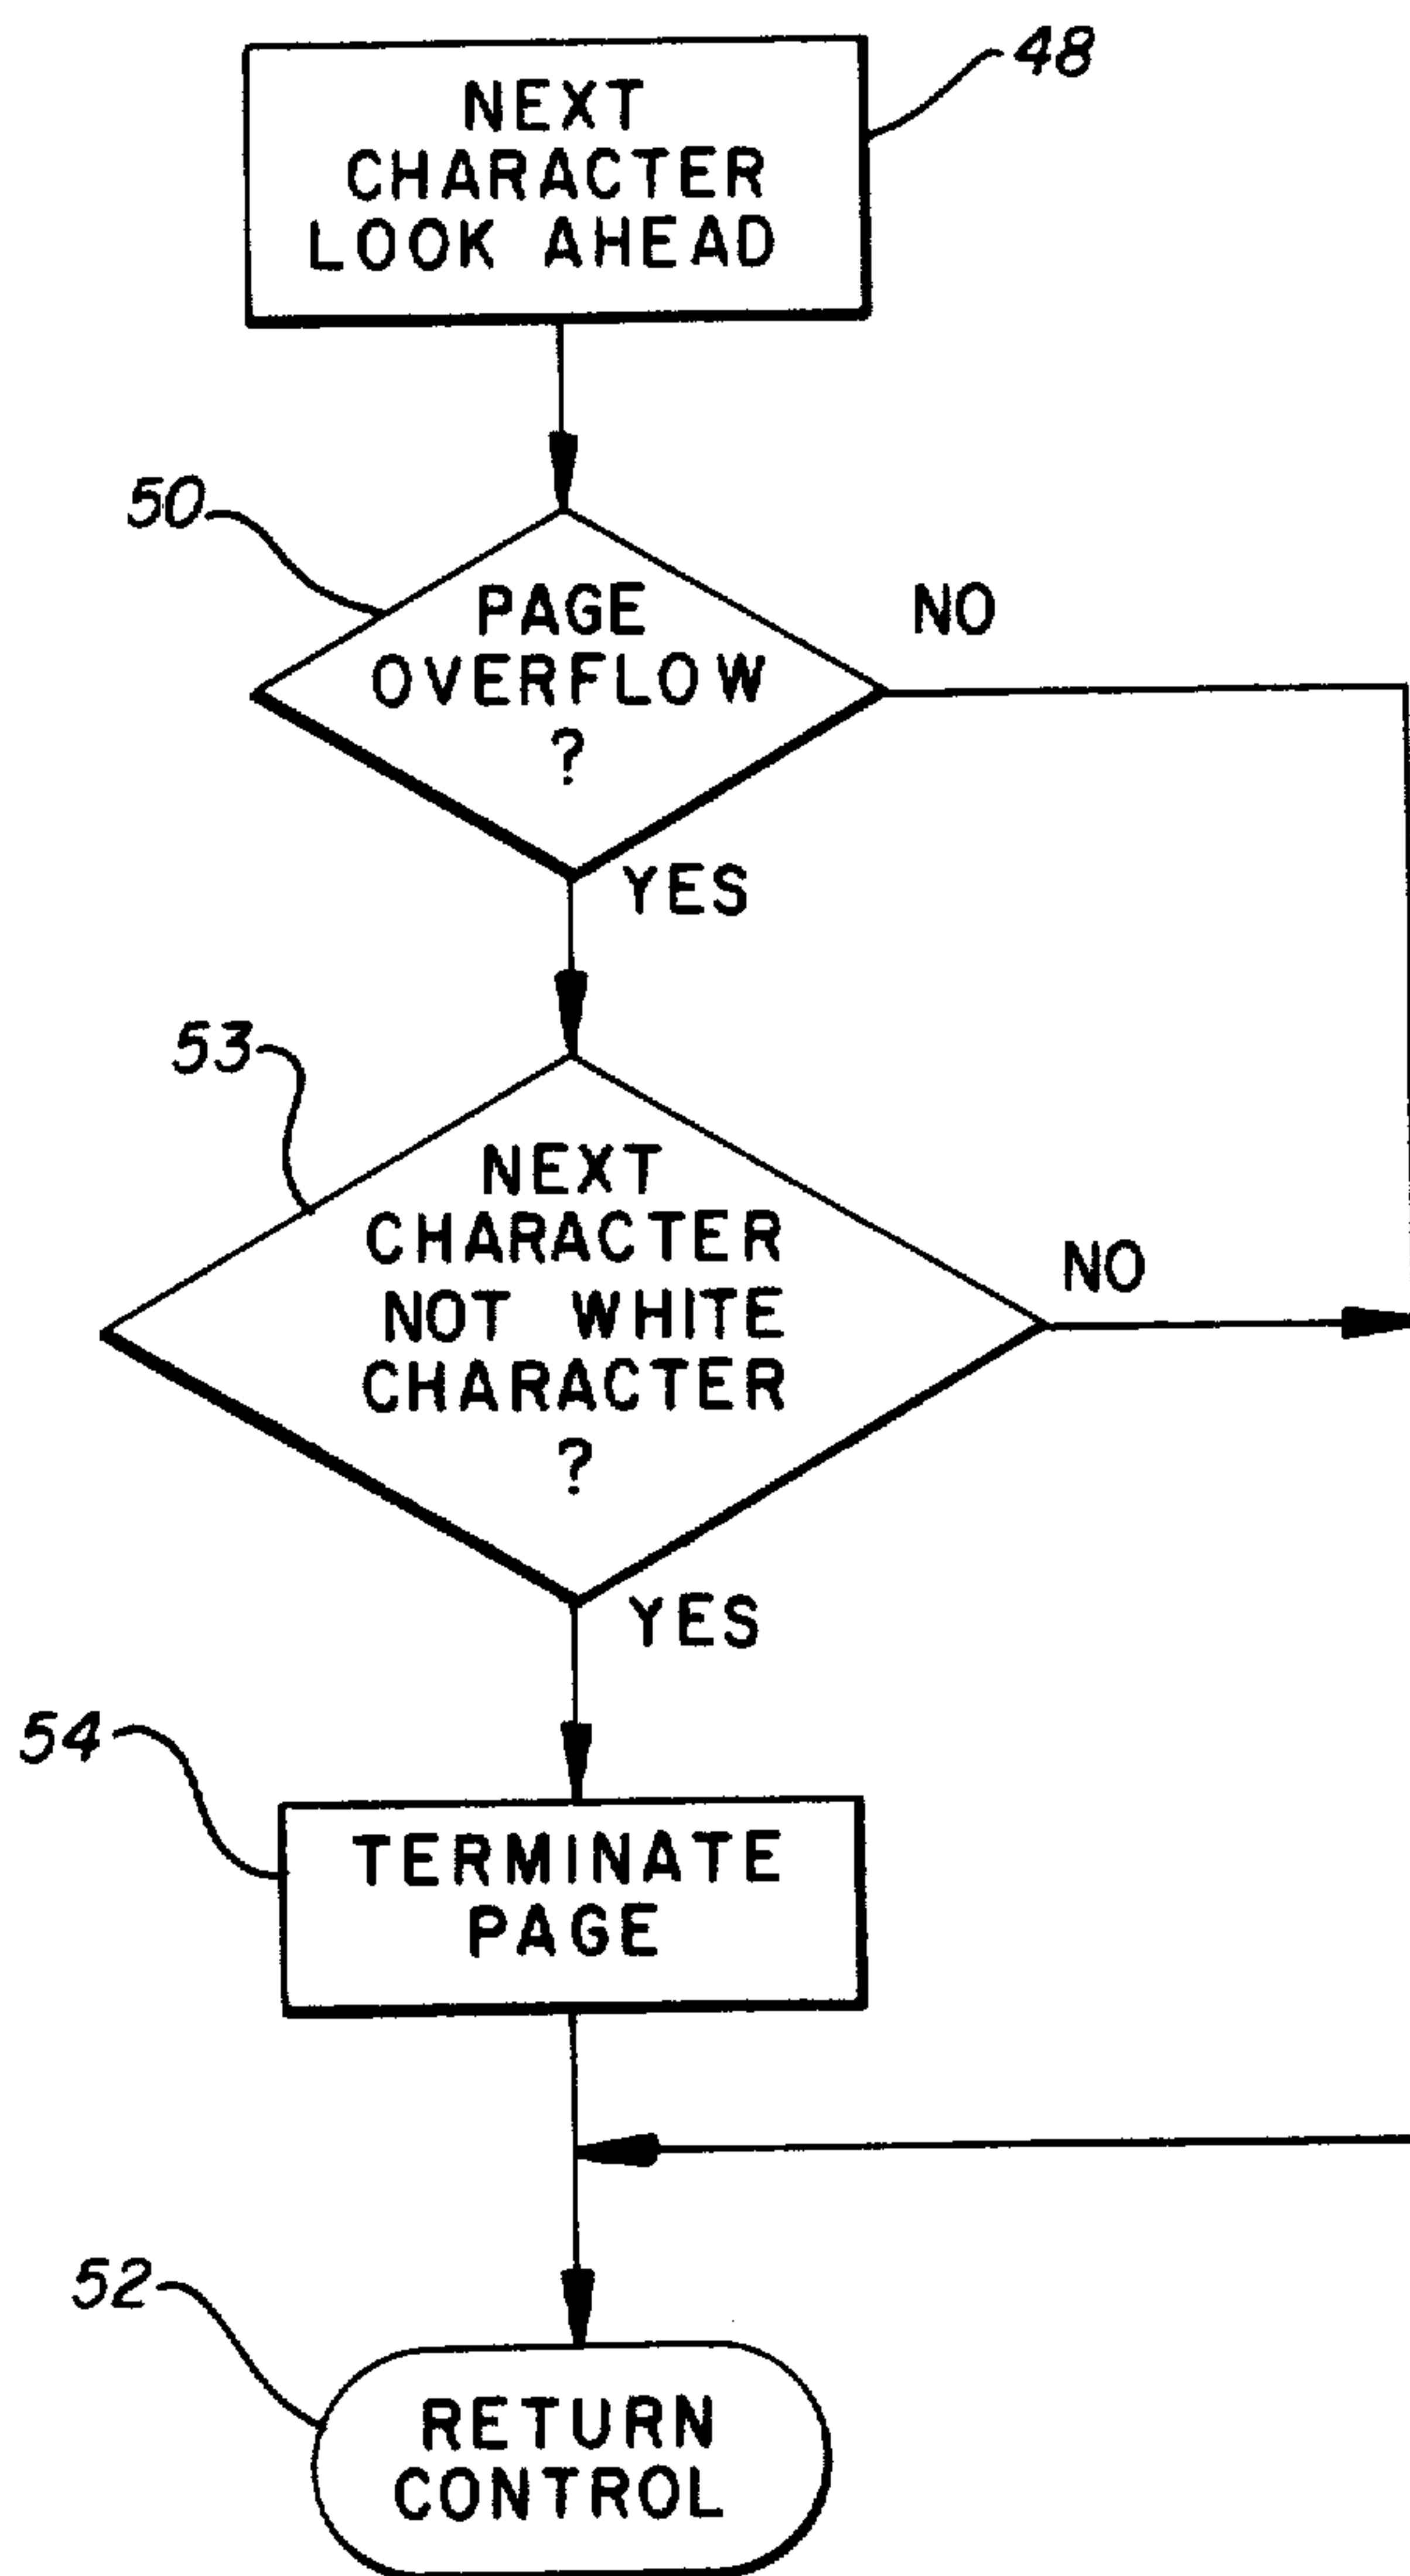 NEXT
CHARACTER
LOOK AHEAD
48
50
PAGE
OVERFLOW
?
NO
YES
53
NEXT
CHARACTER
NOT WHITE
CHARACTER
?
NO
YES
54
TERMINATE
PAGE
52
RETURN
CONTROL